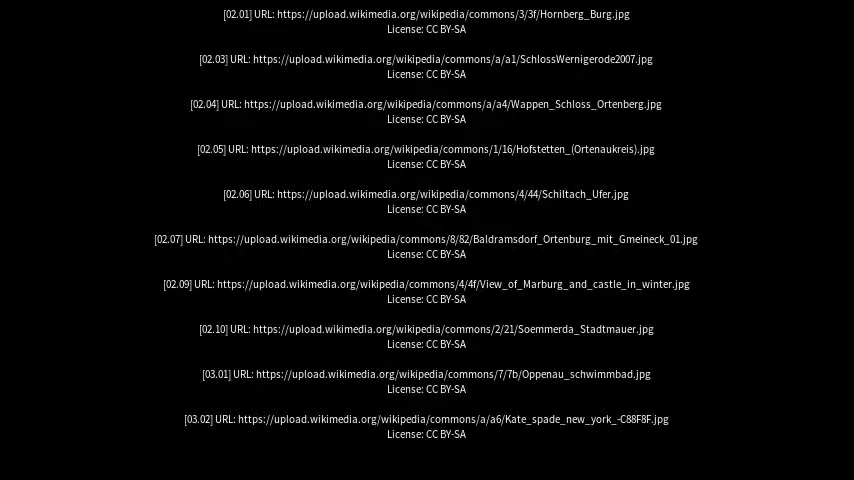 [02.01] URL: https://upload.wikimedia.org/wikipedia/commons/3/3f/Hornberg_Burg.jpg
License: CC BY-SA
[02.03] URL: https://upload.wikimedia.org/wikipedia/commons/a/a1/SchlossWernigerode2007.jpg
License: CC BY-SA
[02.04] URL: https://upload.wikimedia.org/wikipedia/commons/a/a4/Wappen_Schloss_Ortenberg.jpg
License: CC BY-SA
[02.05] URL: https://upload.wikimedia.org/wikipedia/commons/1/16/Hofstetten_(Ortenaukreis).jpg
License: CC BY-SA
[02.06] URL: https://upload.wikimedia.org/wikipedia/commons/4/44/Schiltach_Ufer.jpg
License: CC BY-SA
[02.07] URL: https://upload.wikimedia.org/wikipedia/commons/8/82/Baldramsdorf_Ortenburg_mit_Gmeineck_01.jpg
License: CC BY-SA
[02.09] URL: https://upload.wikimedia.org/wikipedia/commons/4/4f/View_of_Marburg_and_castle_in_winter.jpg
License: CC BY-SA
[02.10] URL: https://upload.wikimedia.org/wikipedia/commons/2/21/Soemmerda_Stadtmauer.jpg
License: CC BY-SA
[03.01] URL: https://upload.wikimedia.org/wikipedia/commons/7/7b/Oppenau_schwimmbad.jpg
License: CC BY-SA
[03.02] URL: https://upload.wikimedia.org/wikipedia/commons/a/a6/Kate_spade_new_york_-C88F8F.jpg
License: CC BY-SA